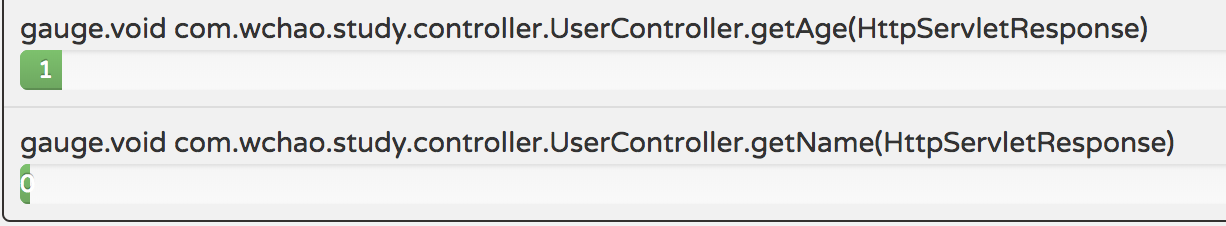 gauge.void com.wchao.study.controller.UserController.getAge(HttpServletResponse)
1
gauge.void com.wchao.study.controller.UserController.getName(HttpServletResponse)
0